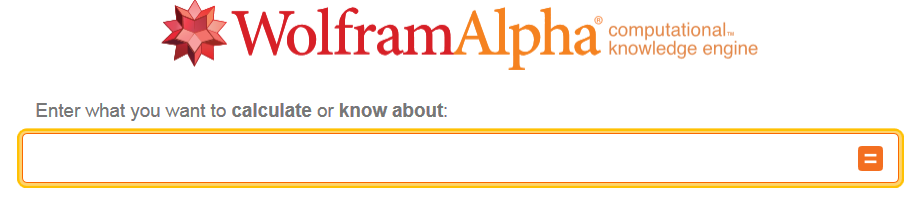 WolframAlpha® computational™
knowledge engine
Enter what you want to calculate or know about:
=